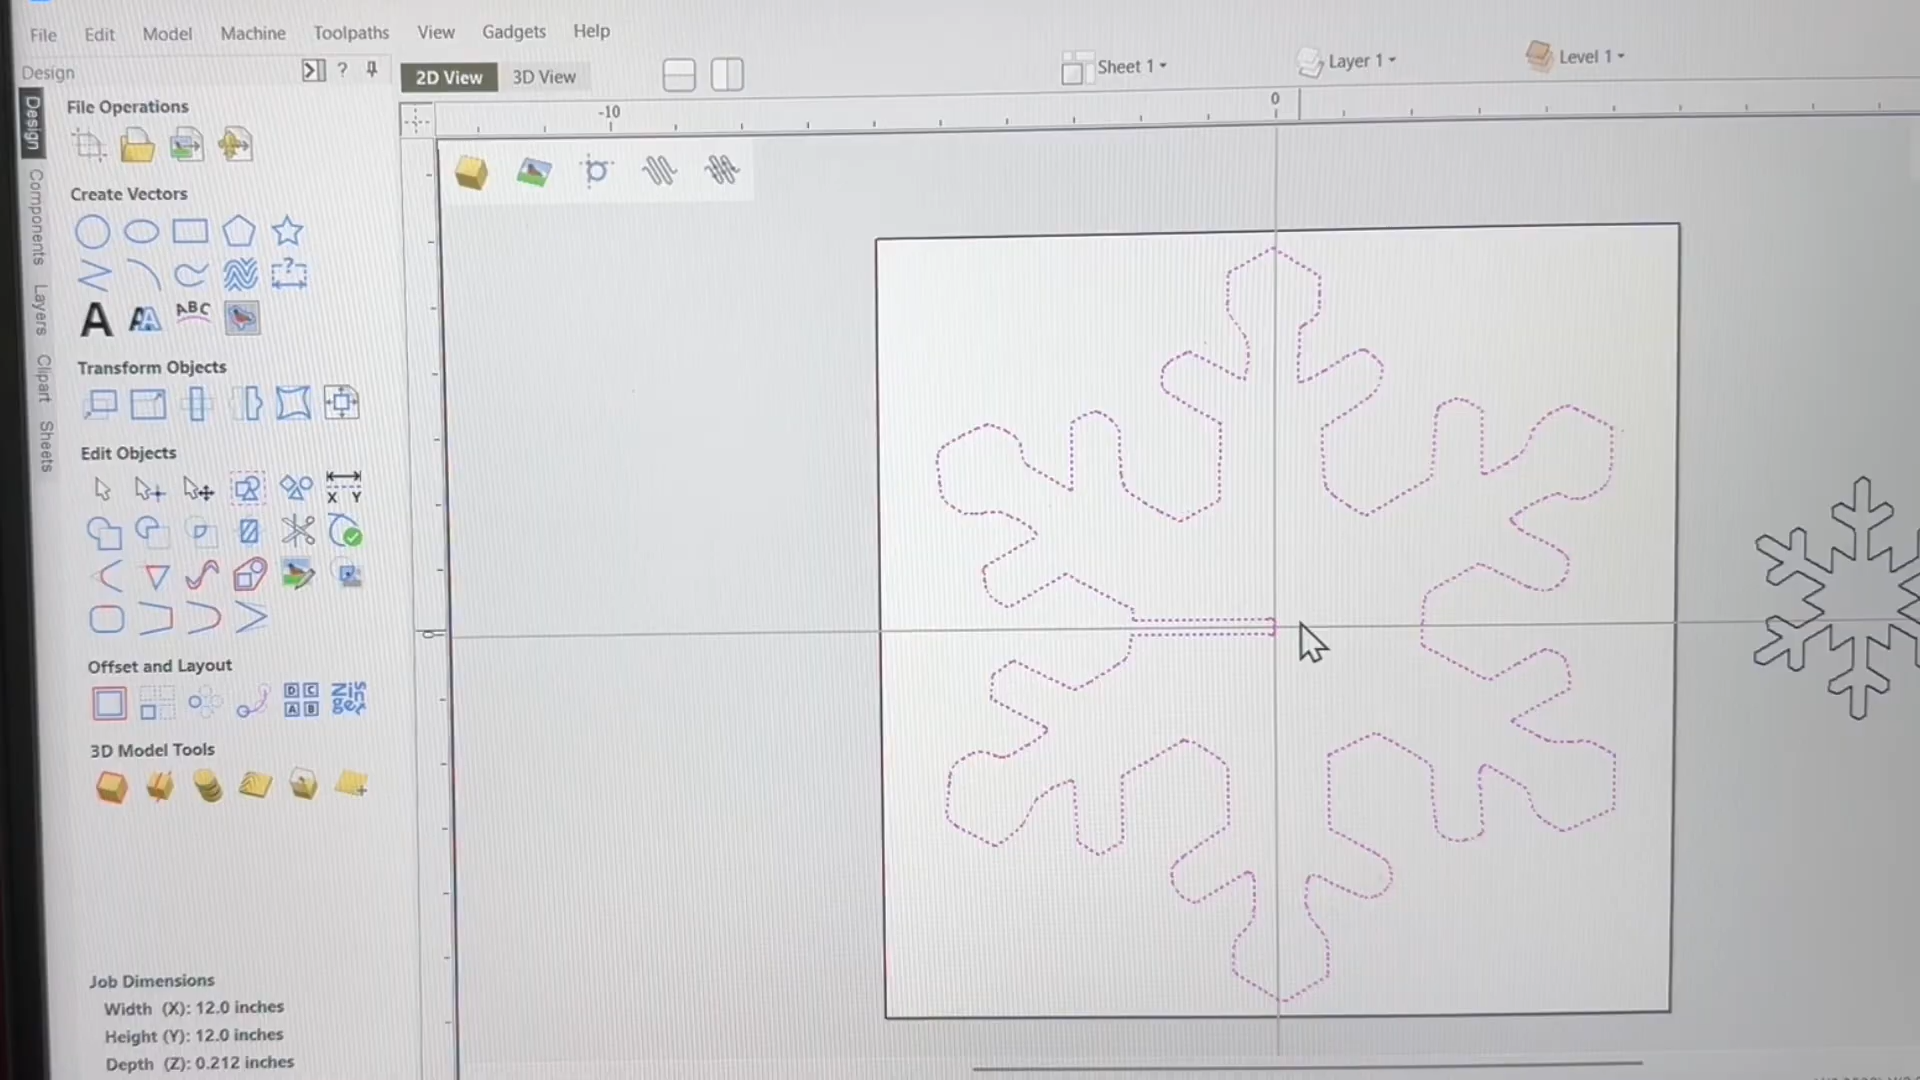 File Edit Model Machine Toolpaths View Gadgets Help
Design
?
2D View 3D View
Sheet 1
Layer 1
Level 1
-10
0
Design
Components
Layers
Clipart
Sheets
File Operations
Create Vectors
?
A
A A
ABC
Transform Objects
Edit Objects
X Y
Offset and Layout
D C
A B
3D Model Tools
Job Dimensions
Width (X): 12.0 inches
Height (Y): 12.0 inches
Depth (Z): 0.212 inches